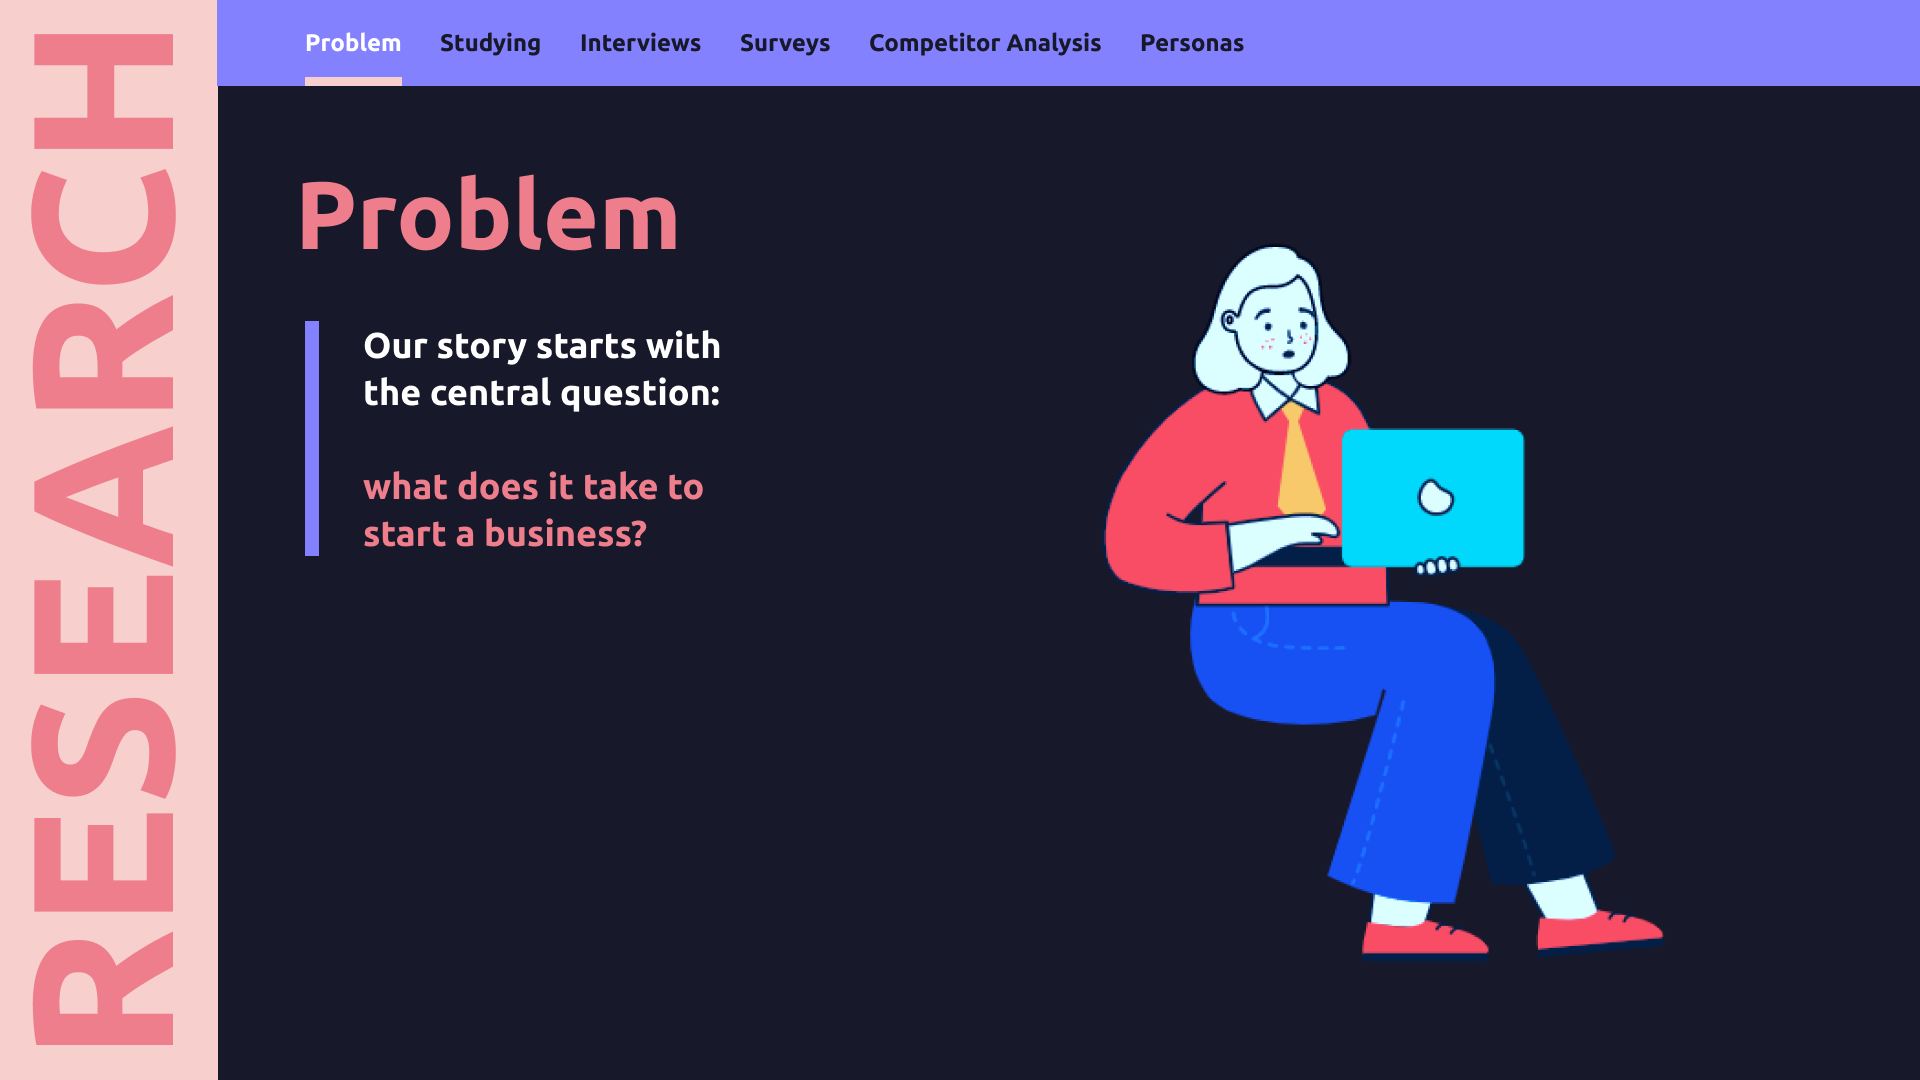 RESEARCH
Problem
Studying
Interviews
Surveys
Competitor Analysis
Personas
Problem
Our story starts with
the central question:
what does it take to
start a business?